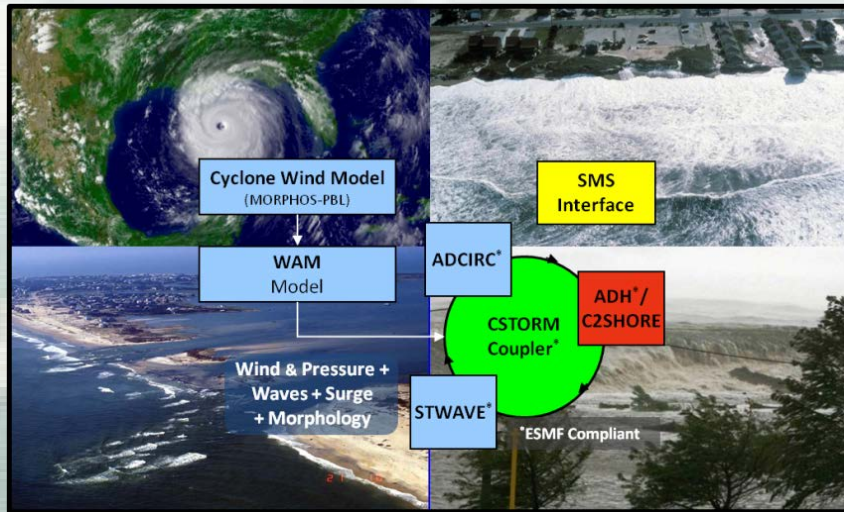 Cyclone Wind Model
(MORPHOS-PBL)
SMS
Interface
WAM
Model
ADCIRC*
ADH*/
C2SHORE
CSTORM
Coupler*
Wind & Pressure +
Waves + Surge
+ Morphology
STWAVE*
*ESMF Compliant